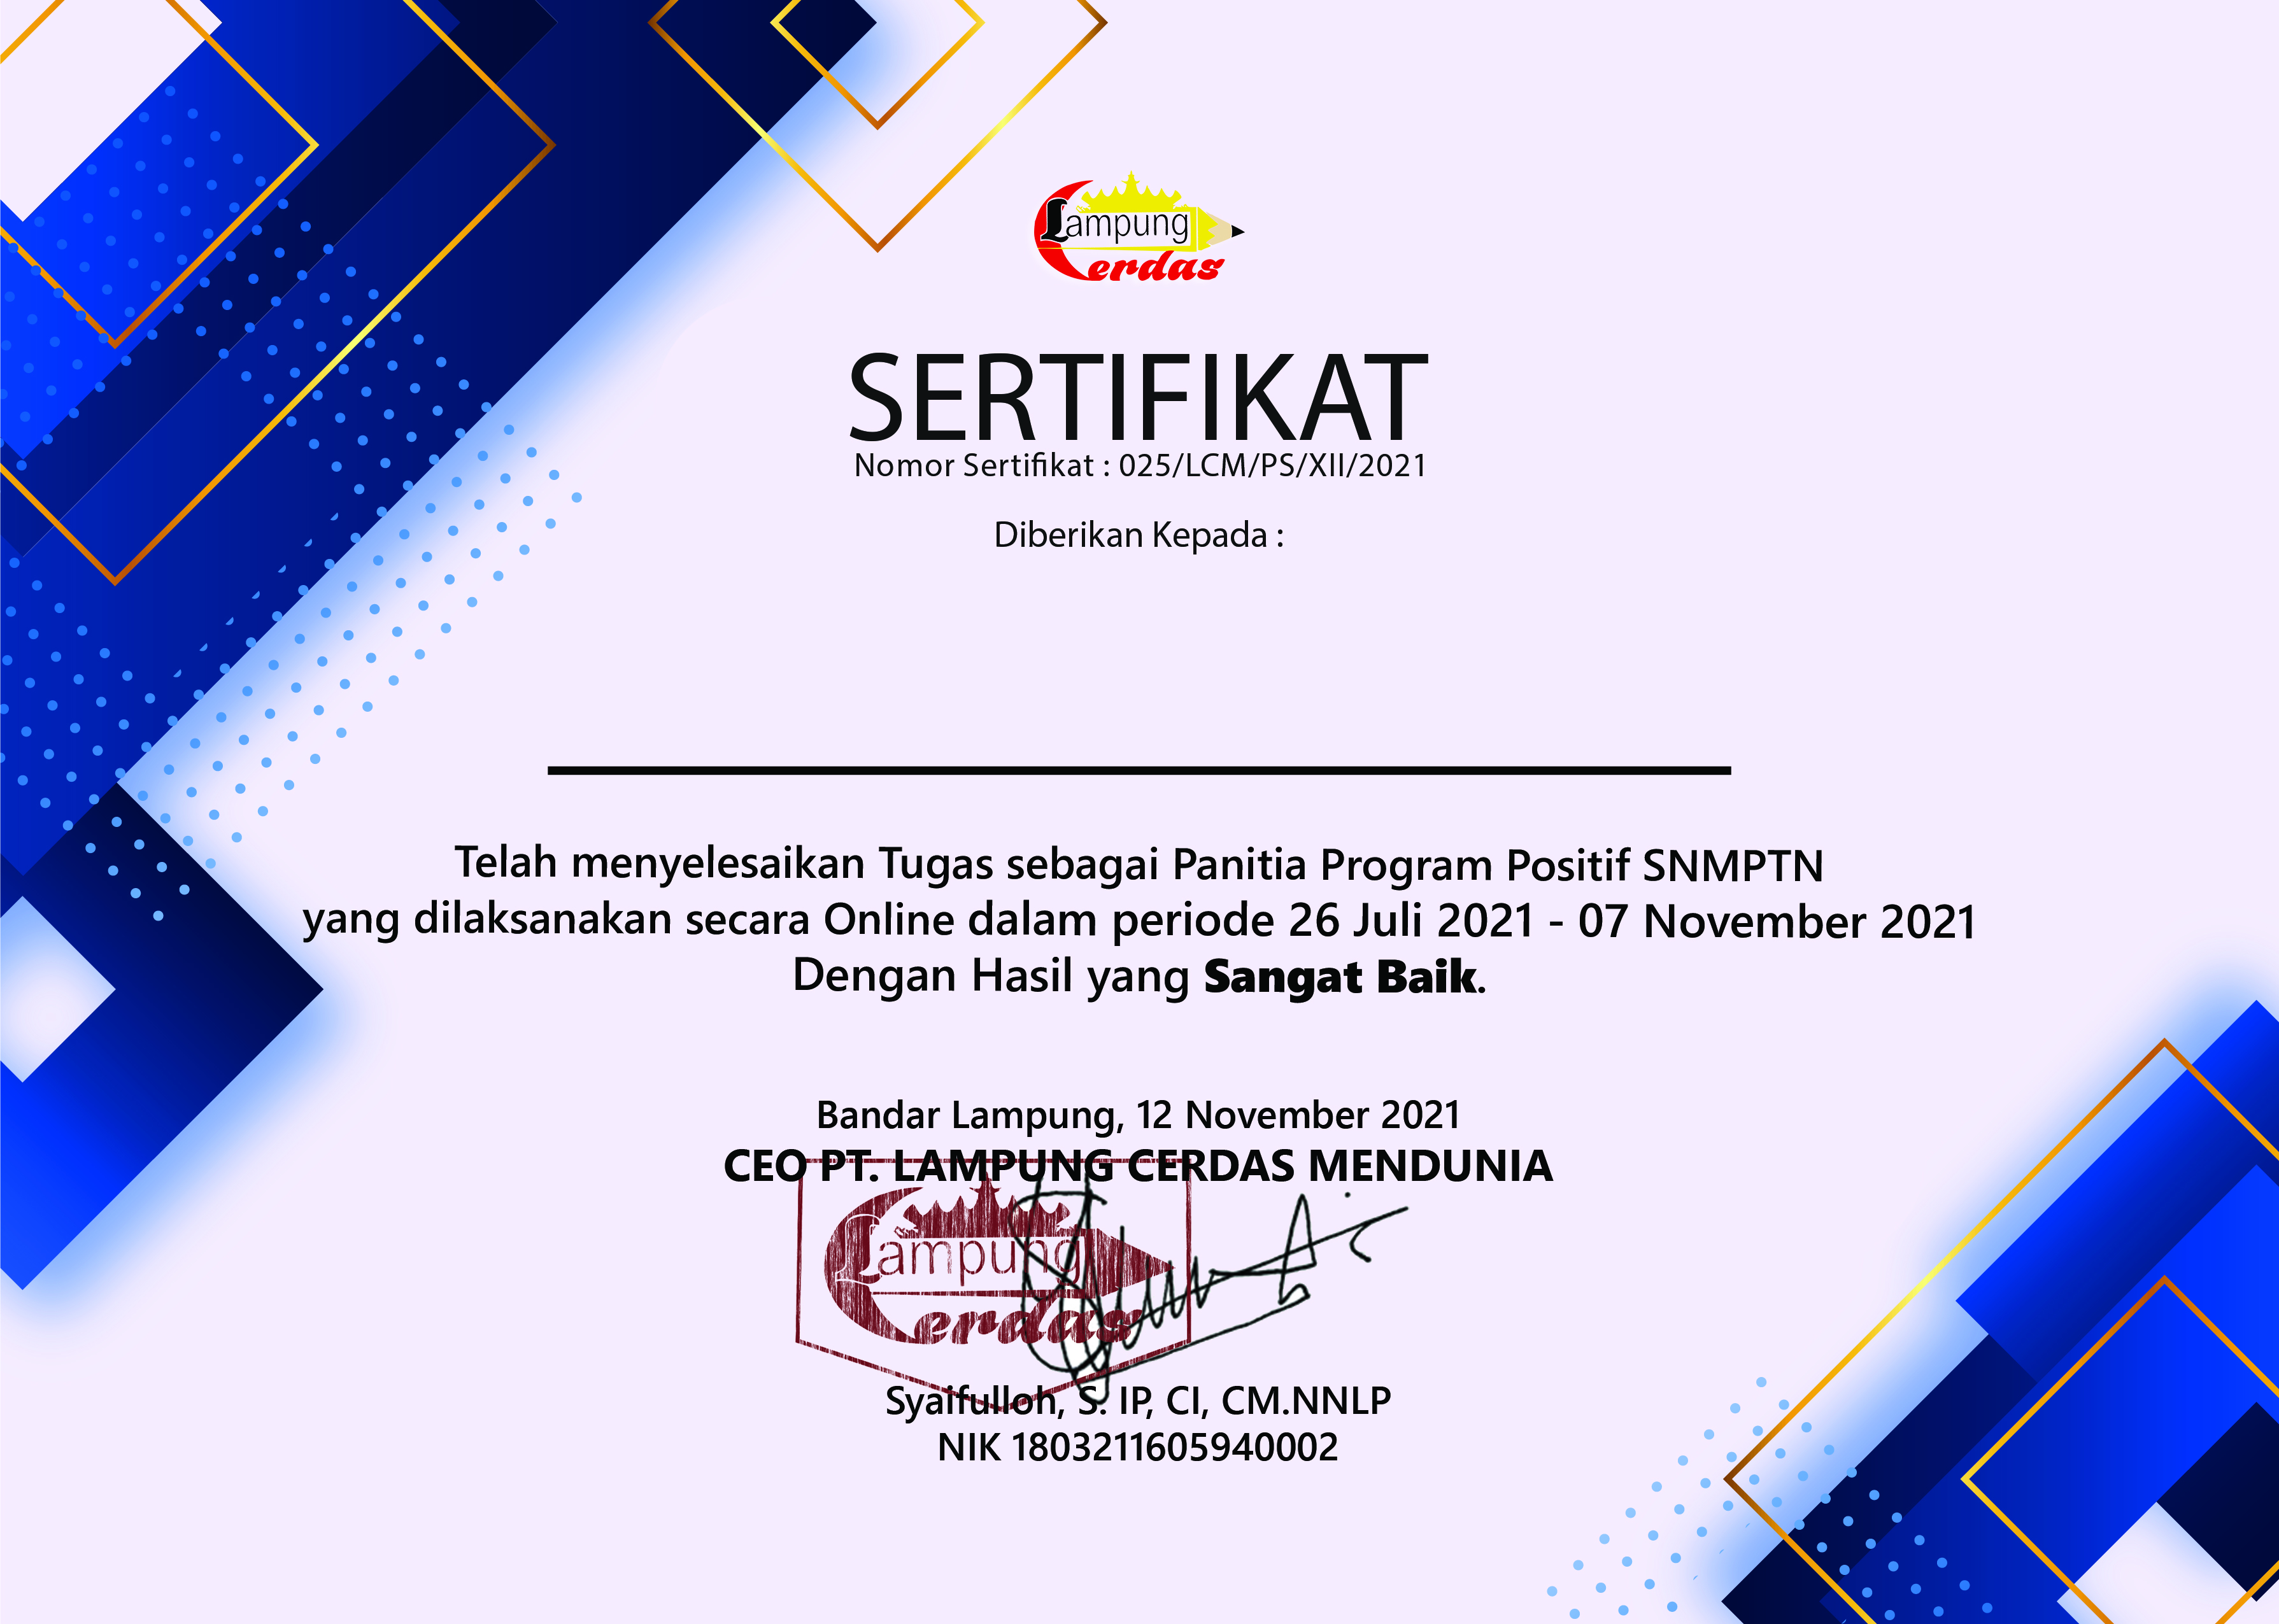 Lampung
Cerdas
SERTIFIKAT
Nomor Sertifikat : 025/LCM/PS/XII/2021
Diberikan Kepada :
Telah menyelesaikan Tugas sebagai Panitia Program Positif SNMPTN
yang dilaksanakan secara Online dalam periode 26 Juli 2021 - 07 November 2021
Dengan Hasil yang Sangat Baik.
Bandar Lampung, 12 November 2021
CEO PT. LAMPUNG CERDAS MENDUNIA
Lampung
Cerdas
Syaifulloh, S. IP, CI, CM.NNLP
NIK 1803211605940002